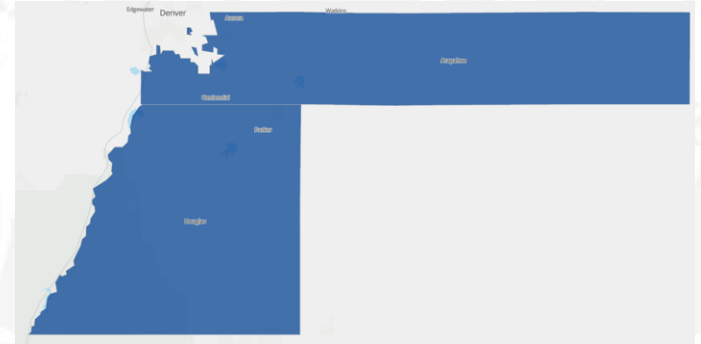 Edgewater
Denver
Watkins
Aurora
Arapahoe
Centennial
Parker
Douglas